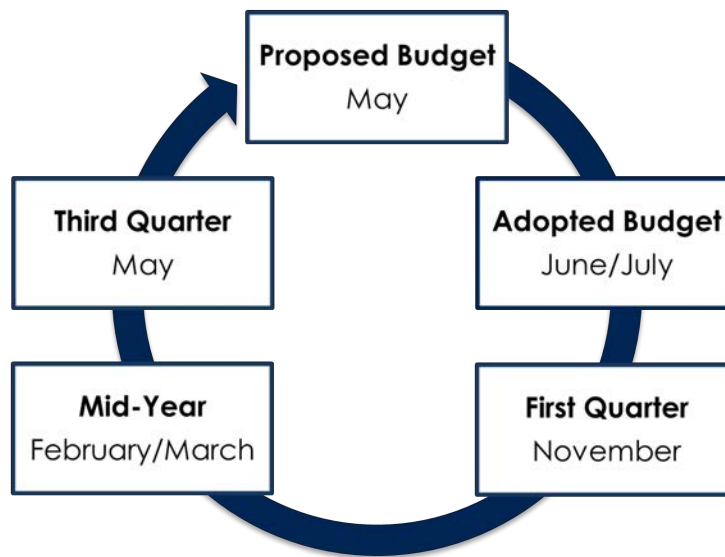 Proposed Budget
May
Adopted Budget
June/July
First Quarter
November
Mid-Year
February/March
Third Quarter
May